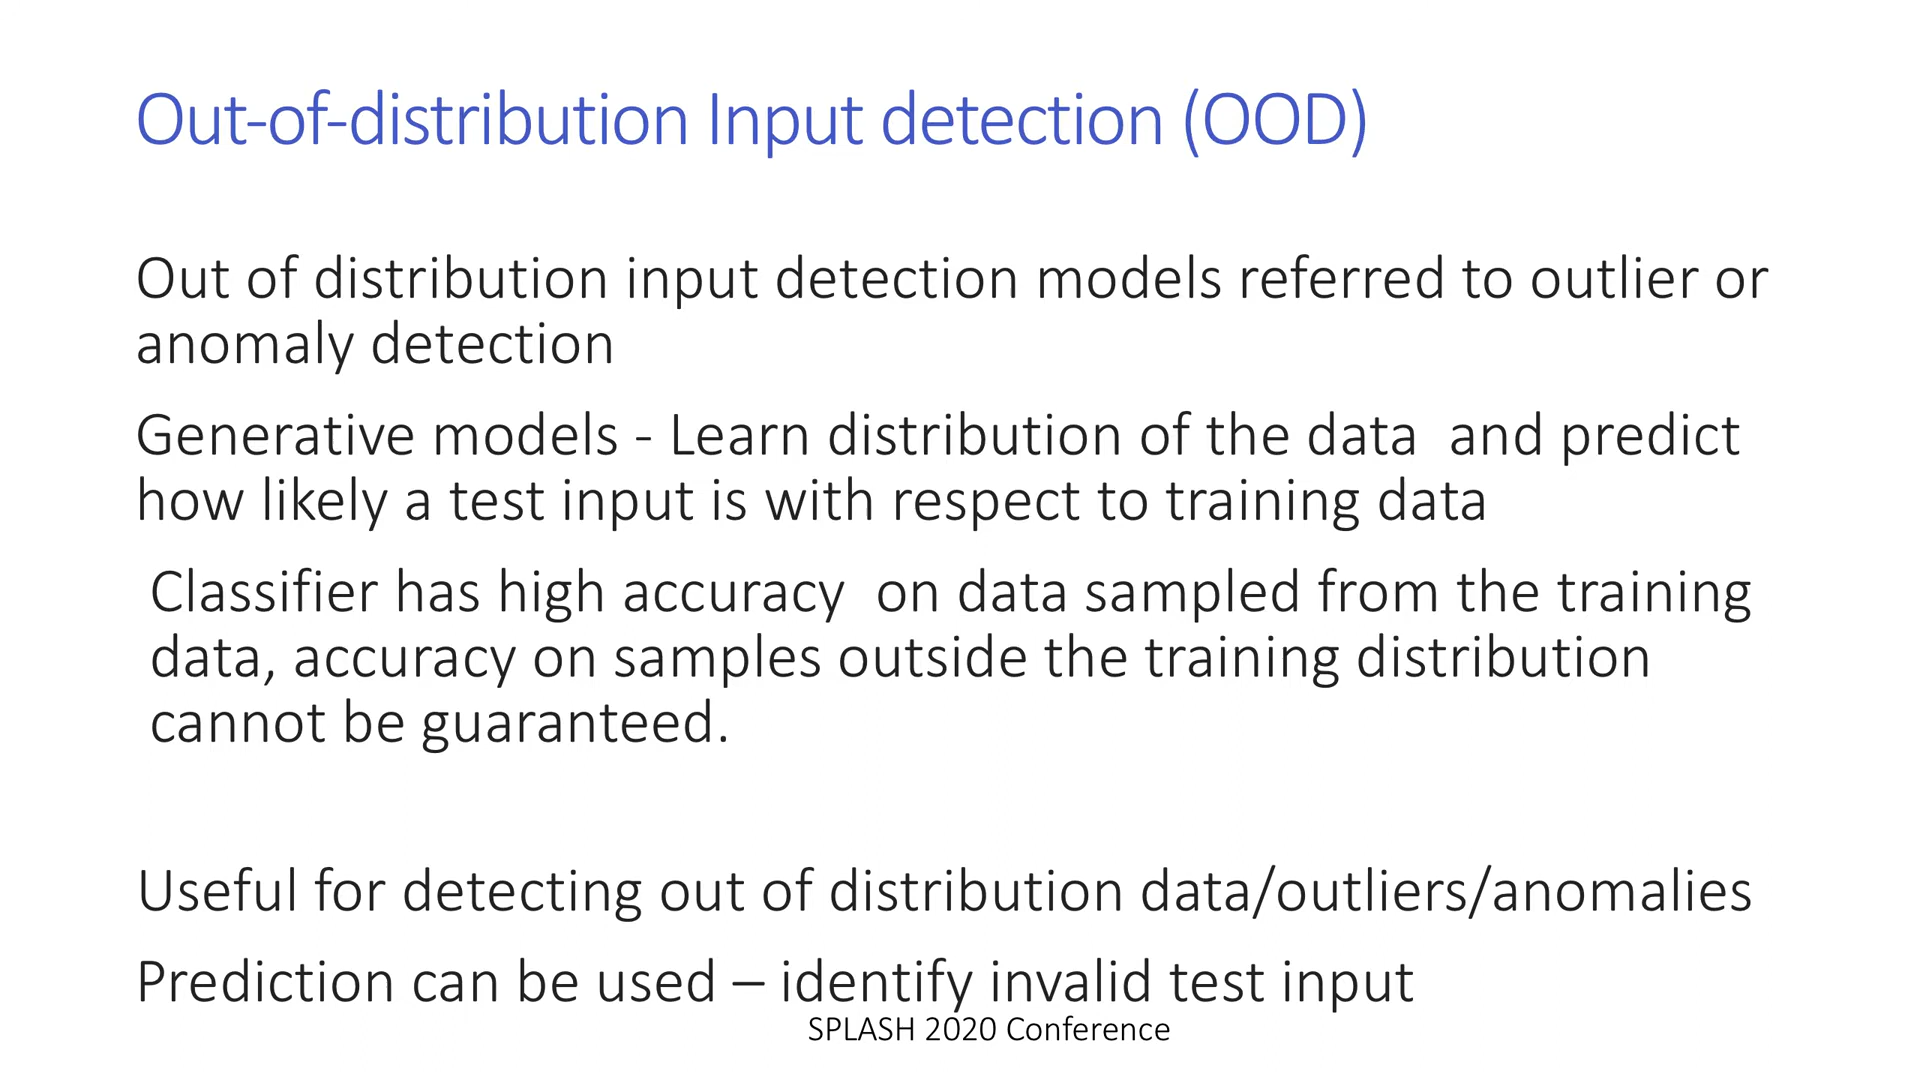 Out-of-distribution Input detection (OOD)
Out of distribution input detection models referred to outlier or
anomaly detection
Generative models - Learn distribution of the data  and predict
how likely a test input is with respect to training data
Classifier has high accuracy  on data sampled from the training
data, accuracy on samples outside the training distribution
cannot be guaranteed.
Useful for detecting out of distribution data/outliers/anomalies
Prediction can be used – identify invalid test input
SPLASH 2020 Conference